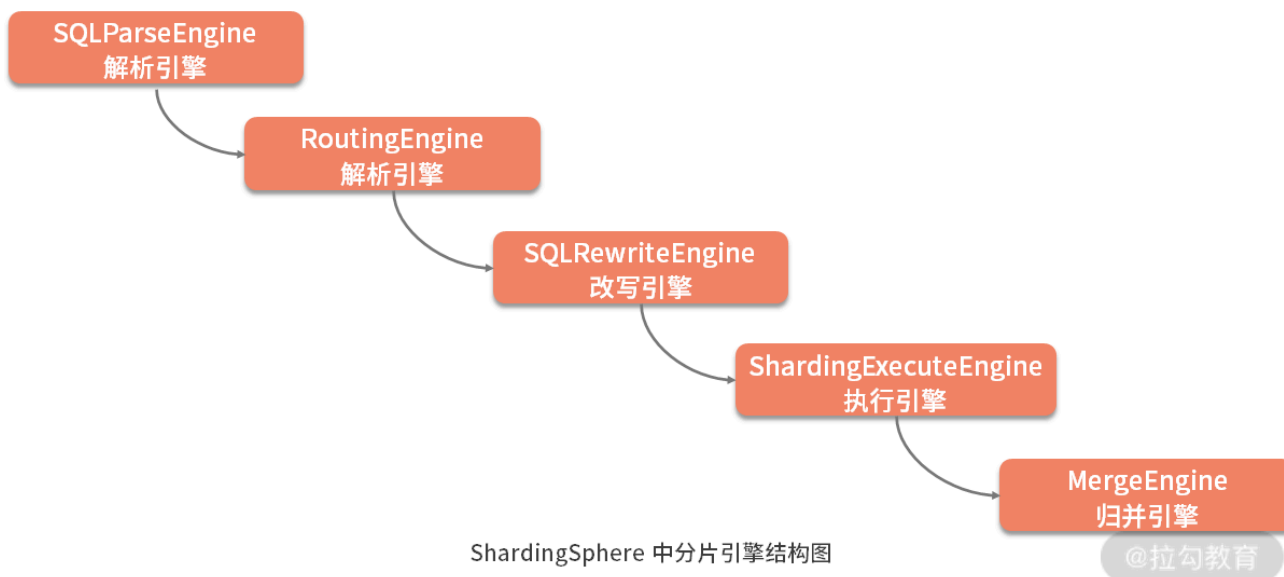 SQLParseEngine
解析引擎
RoutingEngine
解析引擎
SQLRewriteEngine
改写引擎
ShardingExecuteEngine
执行引擎
MergeEngine
归并引擎
ShardingSphere 中分片引擎结构图
@拉勾教育